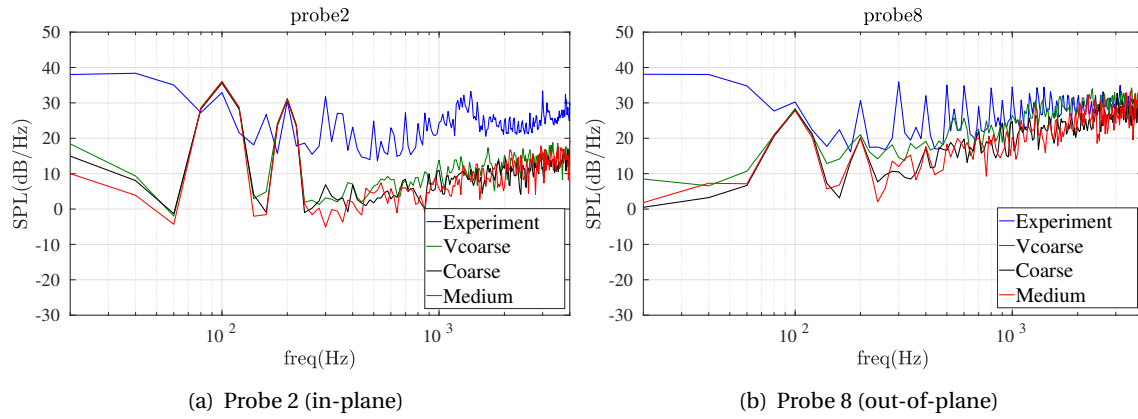 probe2
50
40
30
20
10
0
-10
-20
-30
SPL(dB/Hz)
10 2
10 3
freq(Hz)
Experiment
Vcoarse
Coarse
Medium
(a) Probe 2 (in-plane)
probe8
50
40
30
20
10
0
-10
-20
-30
SPL(dB/Hz)
10 2
10 3
freq(Hz)
Experiment
Vcoarse
Coarse
Medium
(b) Probe 8 (out-of-plane)